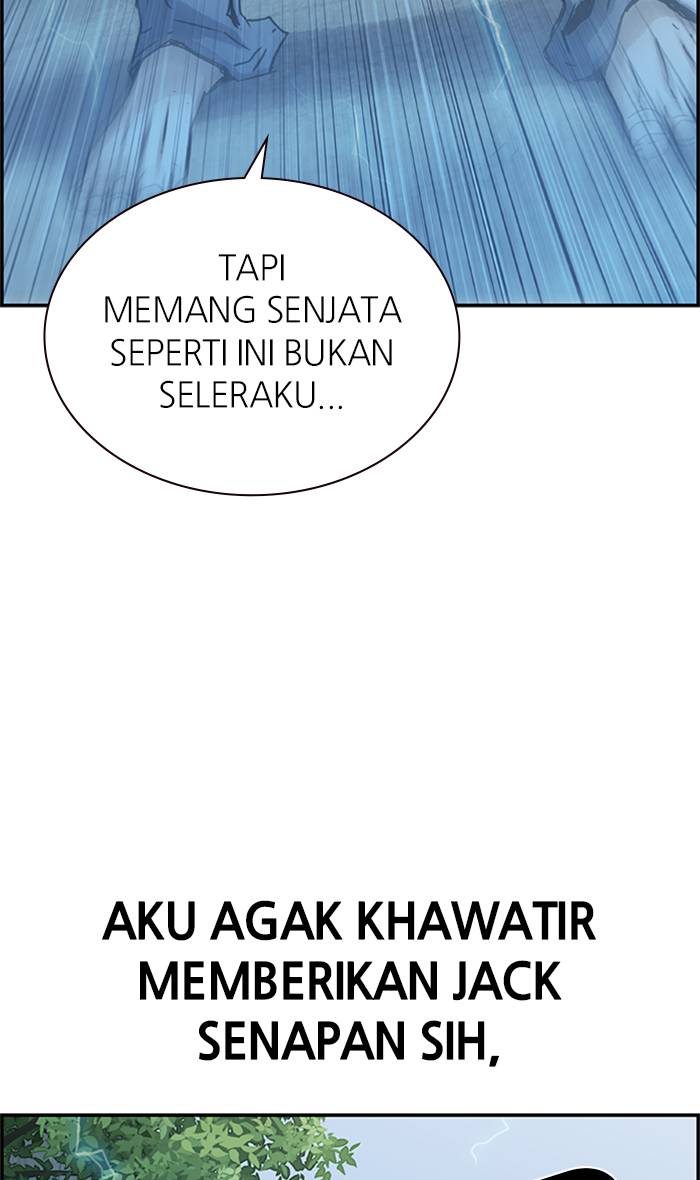 TAPI
MEMANG SENJATA
SEPERTI INI BUKAN
SELERAKU...
AKU AGAK KHAWATIR
MEMBERIKAN JACK
SENAPAN SIH,